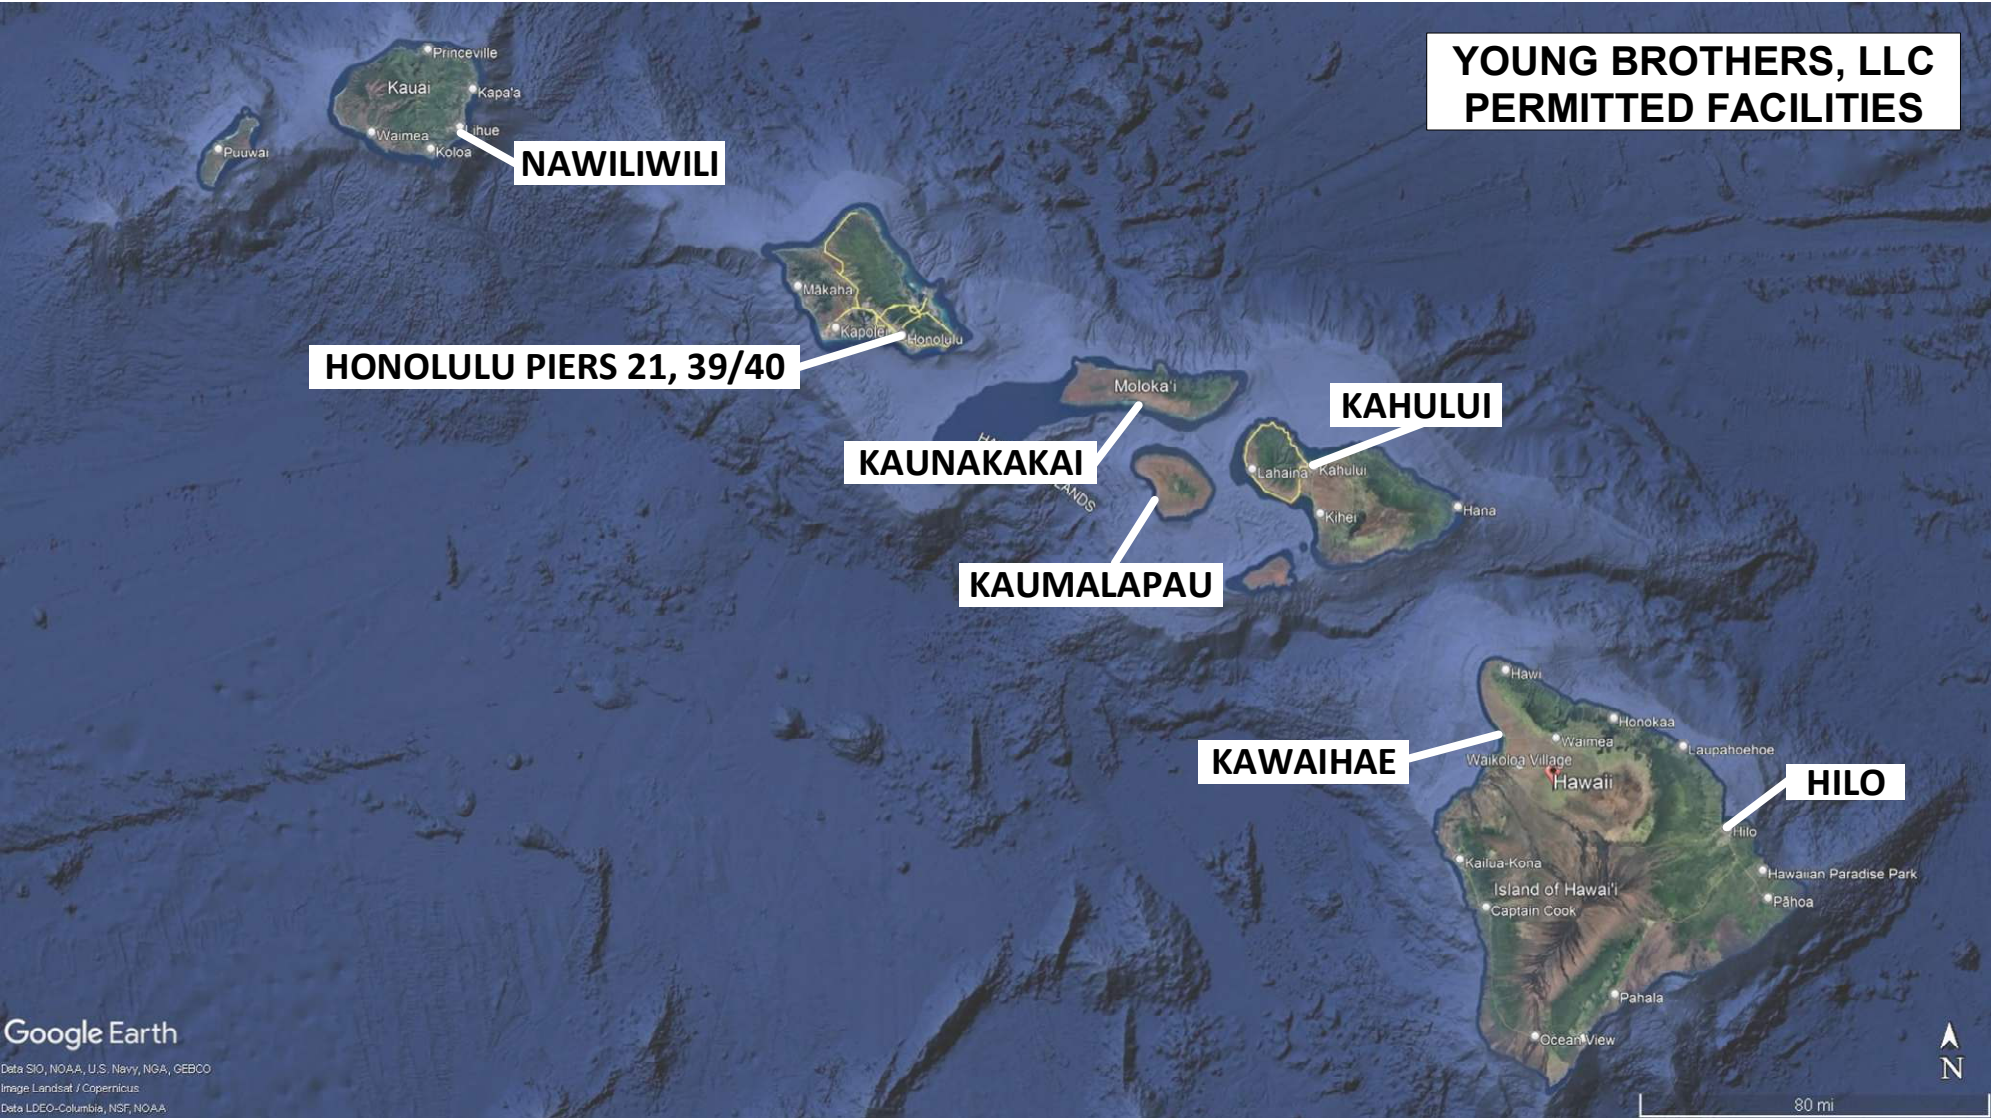 YOUNG BROTHERS, LLC
PERMITTED FACILITIES
Princeville
Kauai
Kapa'a
Lihue
Waimea
Koloa
Puuwai
NAWILIWILI
Mākaha
Kapolei
Honolulu
HONOLULU PIERS 21, 39/40
Moloka'i
KAHULUI
KAUNAKAKAI
Lahaina
Kahului
Kihei
Hana
KAUMALAPAU
Hawi
Honokaa
Waimea
Laupahoehoe
KAWAIHAE
Waikoloa Village
Hawaii
HILO
Hilo
Kailua-Kona
Hawaiian Paradise Park
Island of Hawai'i
Pāhoa
Captain Cook
Pahala
Ocean View
Google Earth
Data SIO, NOAA, U.S. Navy, NGA, GEBCO
Image Landsat / Copernicus
Data LDEO-Columbia, NSF, NOAA
N
80 mi